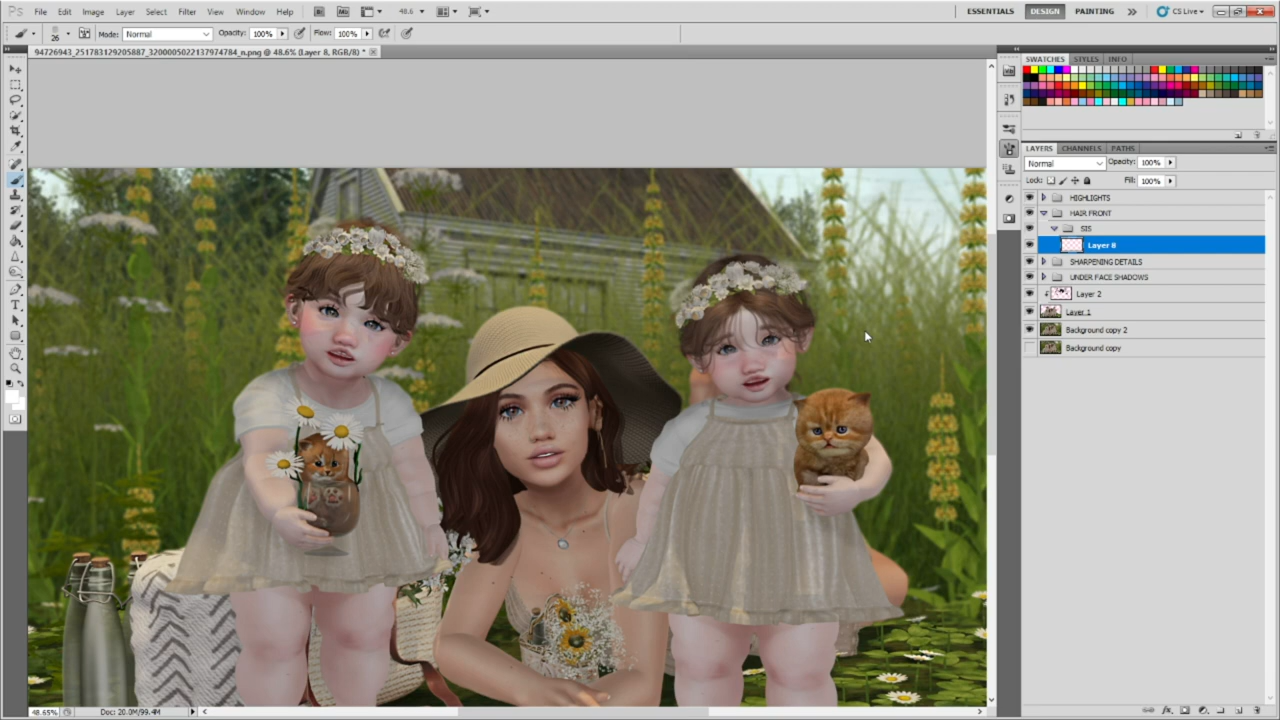 Ps File Edit Image Layer Select Filter View Window Help Br Mb 48.6 ESSENTIALS DESIGN PAINTING CS Live
25 Mode: Normal Opacity: 100% Flow: 100%
94726943_251783129205887_3200005022137974784_n.png @ 48.6% (Layer 8, RGB/8) *
SWATCHES STYLES INFO
LAYERS CHANNELS PATHS
Normal Opacity: 100%
Lock: Fill: 100%
HIGHLIGHTS
HAIR FRONT
SIS
Layer 8
SHARPENING DETAILS
UNDER FACE SHADOWS
Layer 2
Layer 1
Background copy 2
Background copy
48.65% Doc: 20.0M/99.4M